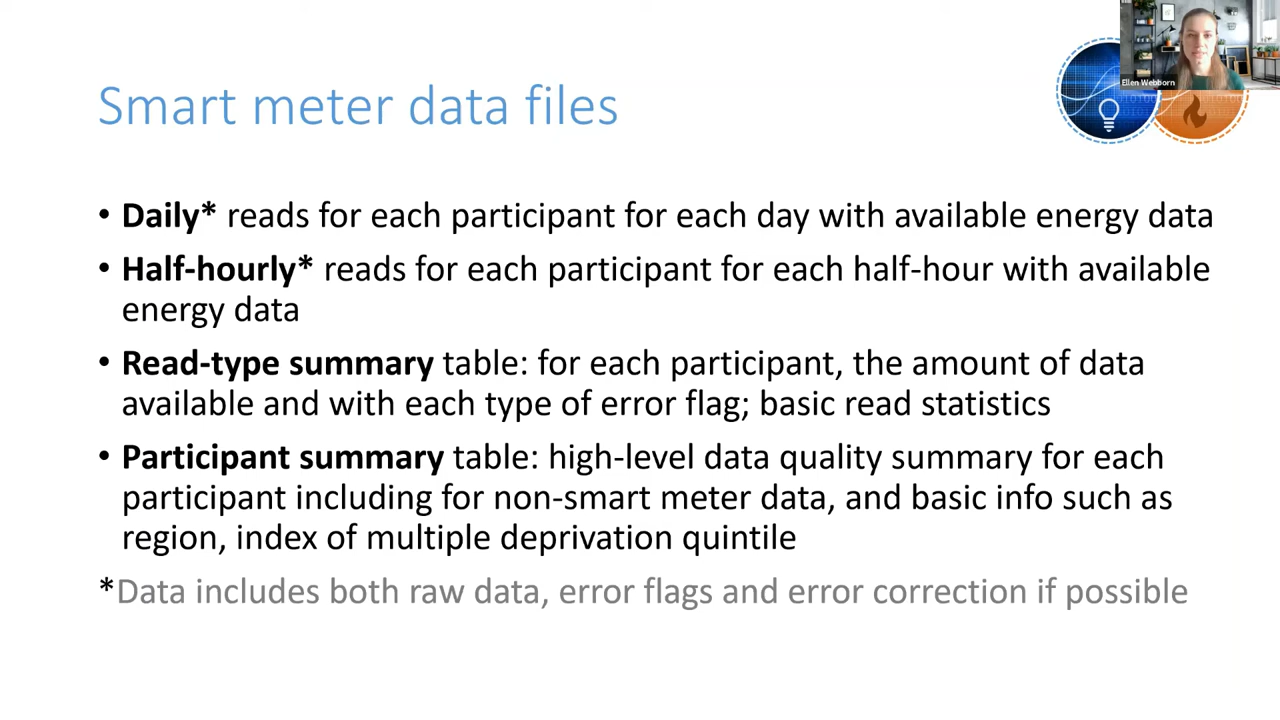 Ellen Webborn
Smart meter data files
• Daily* reads for each participant for each day with available energy data
• Half-hourly* reads for each participant for each half-hour with available
energy data
• Read-type summary table: for each participant, the amount of data
available and with each type of error flag; basic read statistics
• Participant summary table: high-level data quality summary for each
participant including for non-smart meter data, and basic info such as
region, index of multiple deprivation quintile
*Data includes both raw data, error flags and error correction if possible